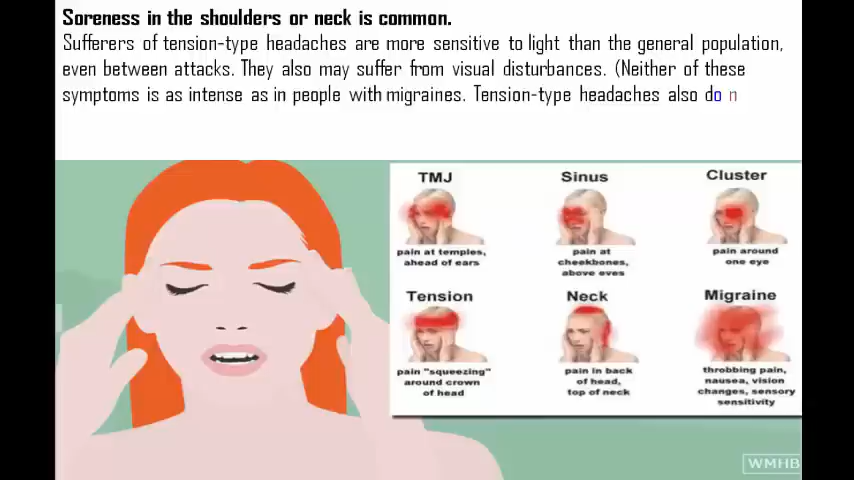 Soreness in the shoulders or neck is common.
Sufferers of tension-type headaches are more sensitive to light than the general population,
even between attacks. They also may suffer from visual disturbances. (Neither of these
symptoms is as intense as in people with migraines. Tension-type headaches also do n
TMJ
pain at temples,
ahead of ears
Sinus
pain at
cheekbones,
above eyes
Cluster
pain around
one eye
Tension
pain "squeezing"
around crown
of head
Neck
pain in back
of head,
top of neck
Migraine
throbbing pain,
nausea, vision
changes, sensory
sensitivity
WMHB